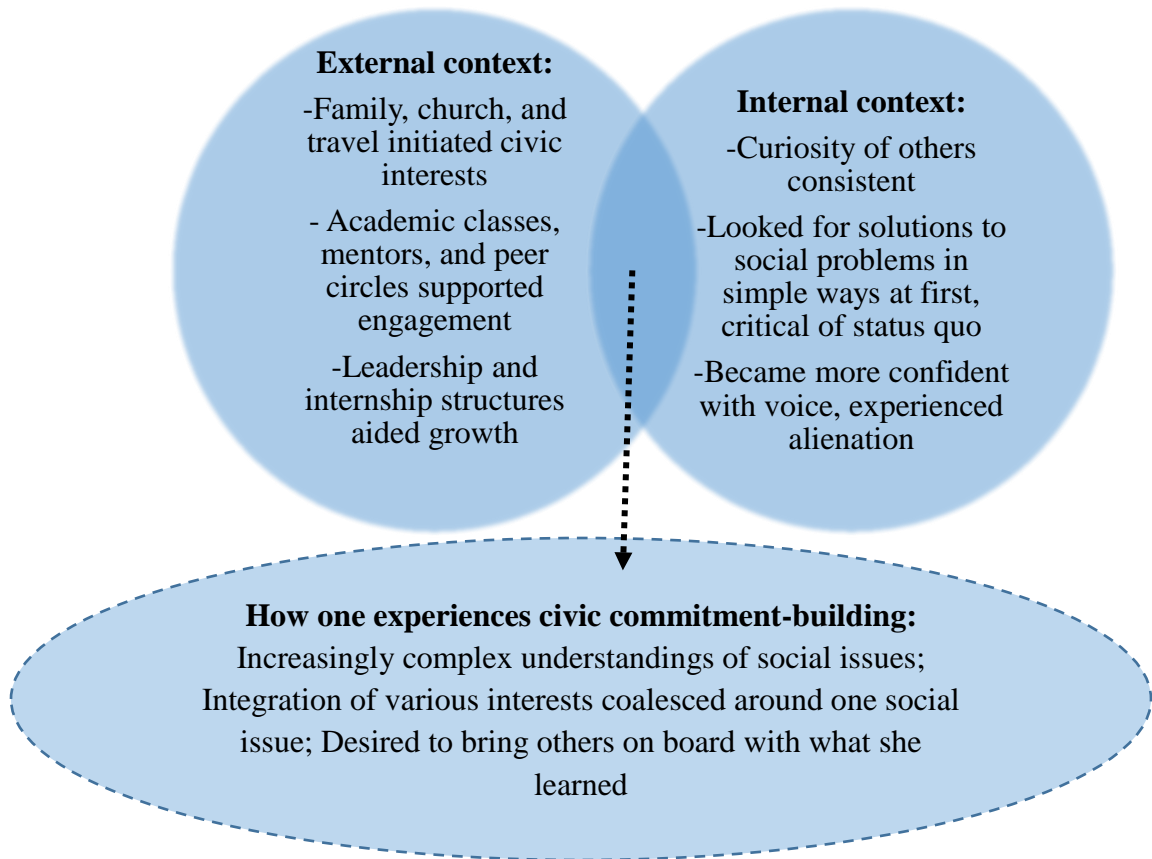 External context:
-Family, church, and
travel initiated civic
interests
- Academic classes,
mentors, and peer
circles supported
engagement
-Leadership and
internship structures
aided growth
Internal context:
-Curiosity of others
consistent
-Looked for solutions to
social problems in
simple ways at first,
critical of status quo
-Became more confident
with voice, experienced
alienation
How one experiences civic commitment-building:
Increasingly complex understandings of social issues;
Integration of various interests coalesced around one social
issue; Desired to bring others on board with what she
learned